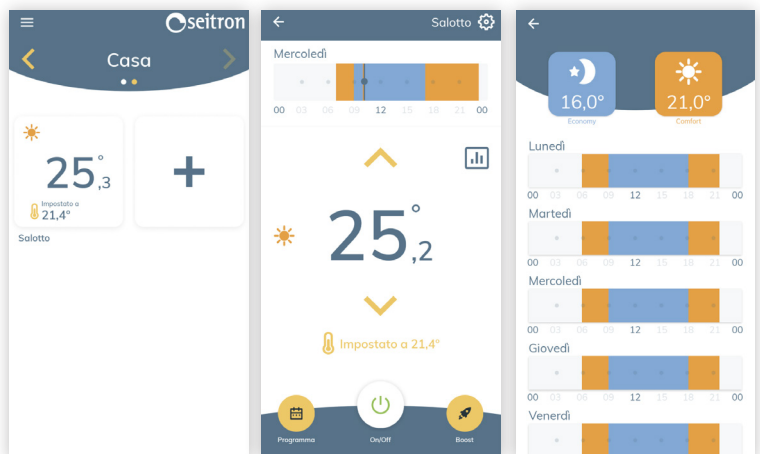 seitron
Casa
25°,3
Impostato a
21,4°
+
Salotto
Salotto
Mercoledì
00 03 06 09 12 15 18 21 00
25°,2
Impostato a 21,4°
Programma
On/Off
Boost
16,0°
Economy
21,0°
Comfort
Lunedì
00 03 06 09 12 15 18 21 00
Martedì
00 03 06 09 12 15 18 21 00
Mercoledì
00 03 06 09 12 15 18 21 00
Giovedì
00 03 06 09 12 15 18 21 00
Venerdì